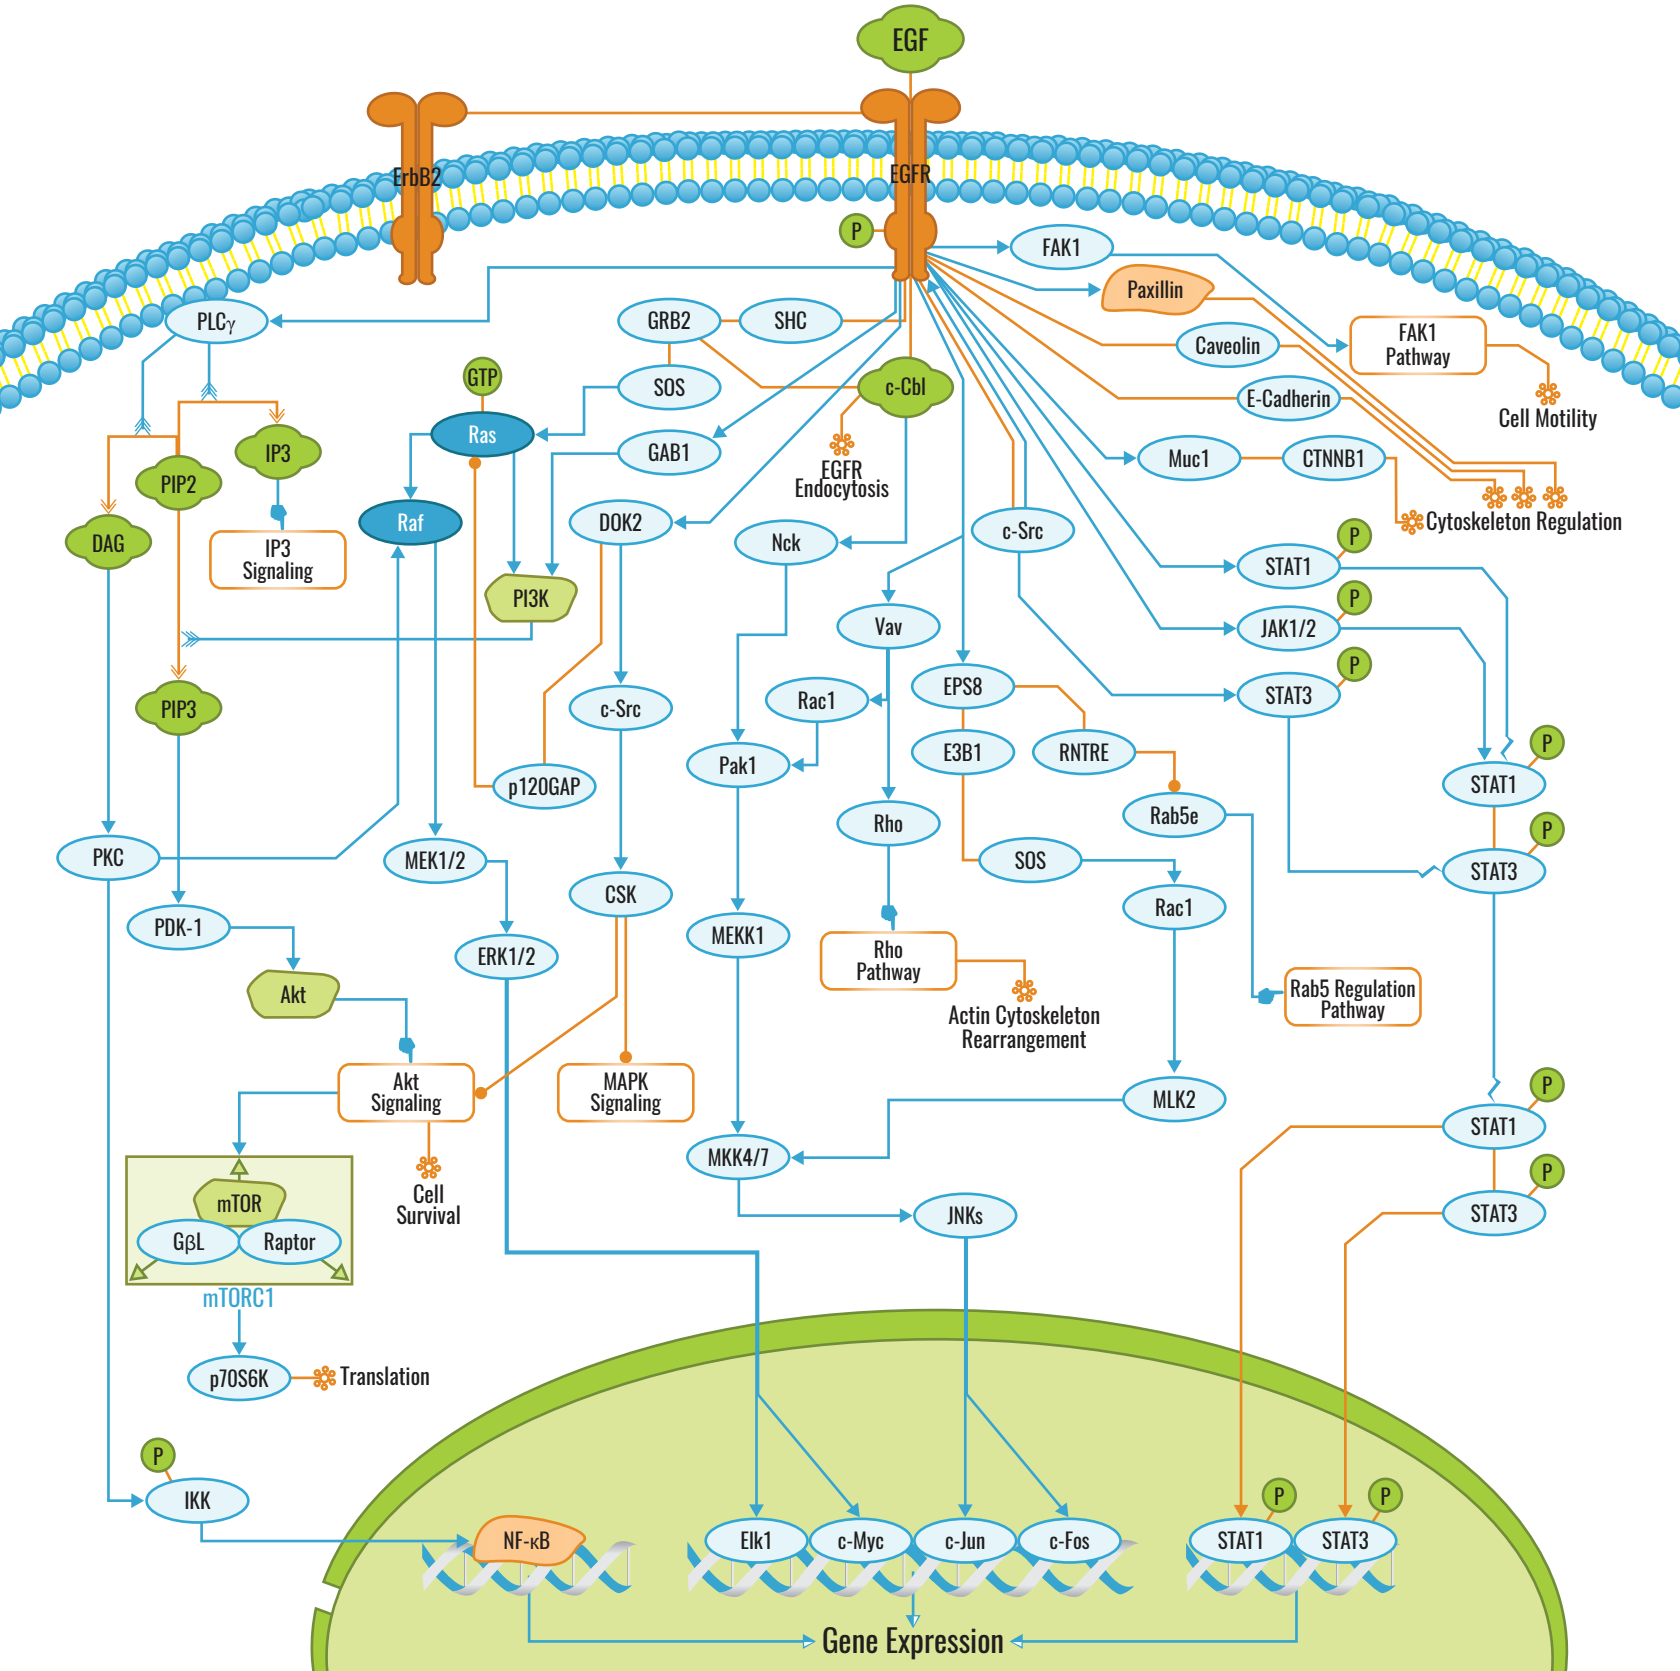 EGF
ErbB2
EGFR
P
FAK1
Paxillin
PLCγ
GRB2
SHC
Caveolin
FAK1
Pathway
GTP
SOS
c-Cbl
E-Cadherin
Cell Motility
Ras
IP3
GAB1
EGFR
Endocytosis
Muc1
CTNNB1
PIP2
Raf
DOK2
Nck
c-Src
Cytoskeleton Regulation
DAG
IP3
Signaling
P
STAT1
PI3K
P
Vav
JAK1/2
P
PIP3
c-Src
Rac1
EPS8
STAT3
P
E3B1
RNTRE
Pak1
p120GAP
STAT1
Rho
Rab5e
P
PKC
MEK1/2
SOS
STAT3
CSK
Rac1
PDK-1
ERK1/2
MEKK1
Rho
Pathway
Akt
Rab5 Regulation
Pathway
Actin Cytoskeleton
Rearrangement
Akt
Signaling
MAPK
Signaling
MLK2
P
STAT1
MKK4/7
P
Cell
Survival
mTOR
GβL
Raptor
JNKs
STAT3
mTORC1
p70S6K
Translation
P
IKK
P
P
NF-κB
Elk1
c-Myc
c-Jun
c-Fos
STAT1
STAT3
Gene Expression